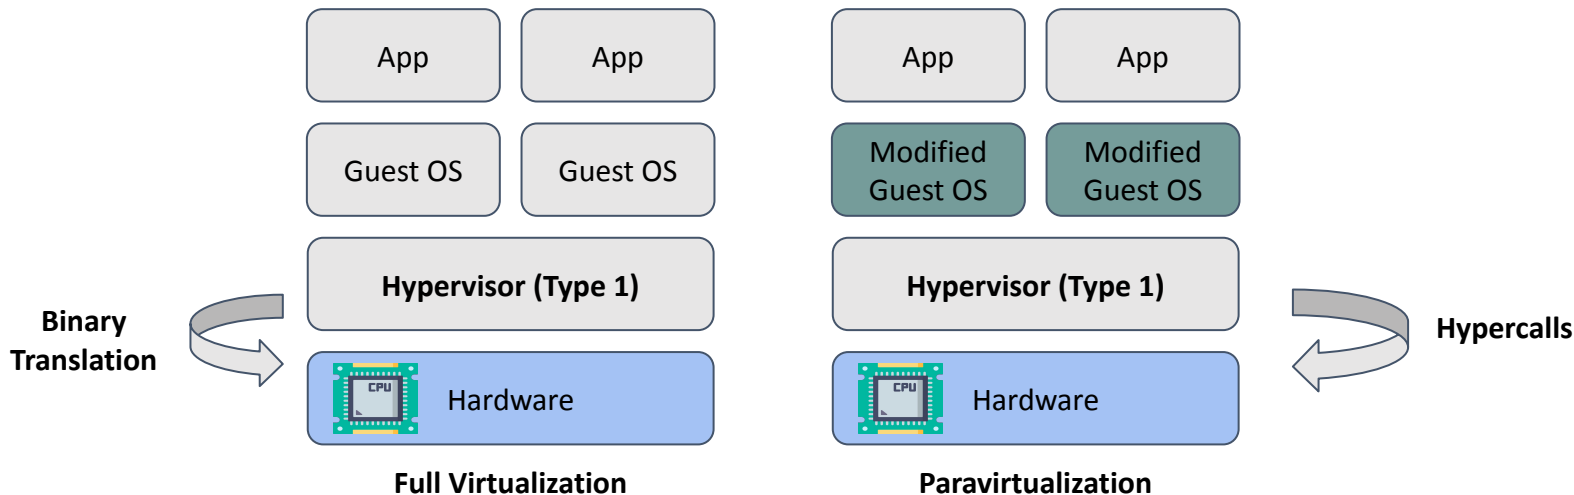 App
App
App
App
Guest OS
Guest OS
Modified
Guest OS
Modified
Guest OS
Hypervisor (Type 1)
Hypervisor (Type 1)
Binary
Translation
Hypercalls
CPU
Hardware
CPU
Hardware
Full Virtualization
Paravirtualization